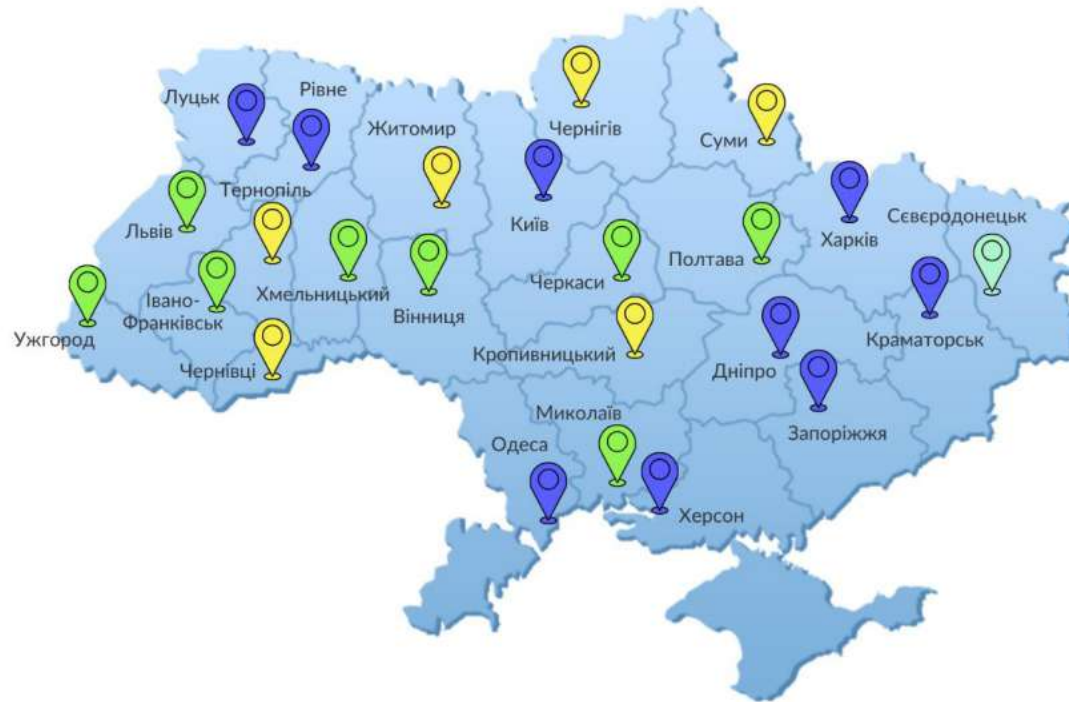 Луцьк
Рівне
Житомир
Чернігів
Суми
Тернопіль
Львів
Київ
Харків
Сєвєродонецьк
Івано-
Франківськ
Хмельницький
Вінниця
Черкаси
Полтава
Ужгород
Чернівці
Кропивницький
Дніпро
Краматорськ
Запоріжжя
Миколаїв
Одеса
Херсон